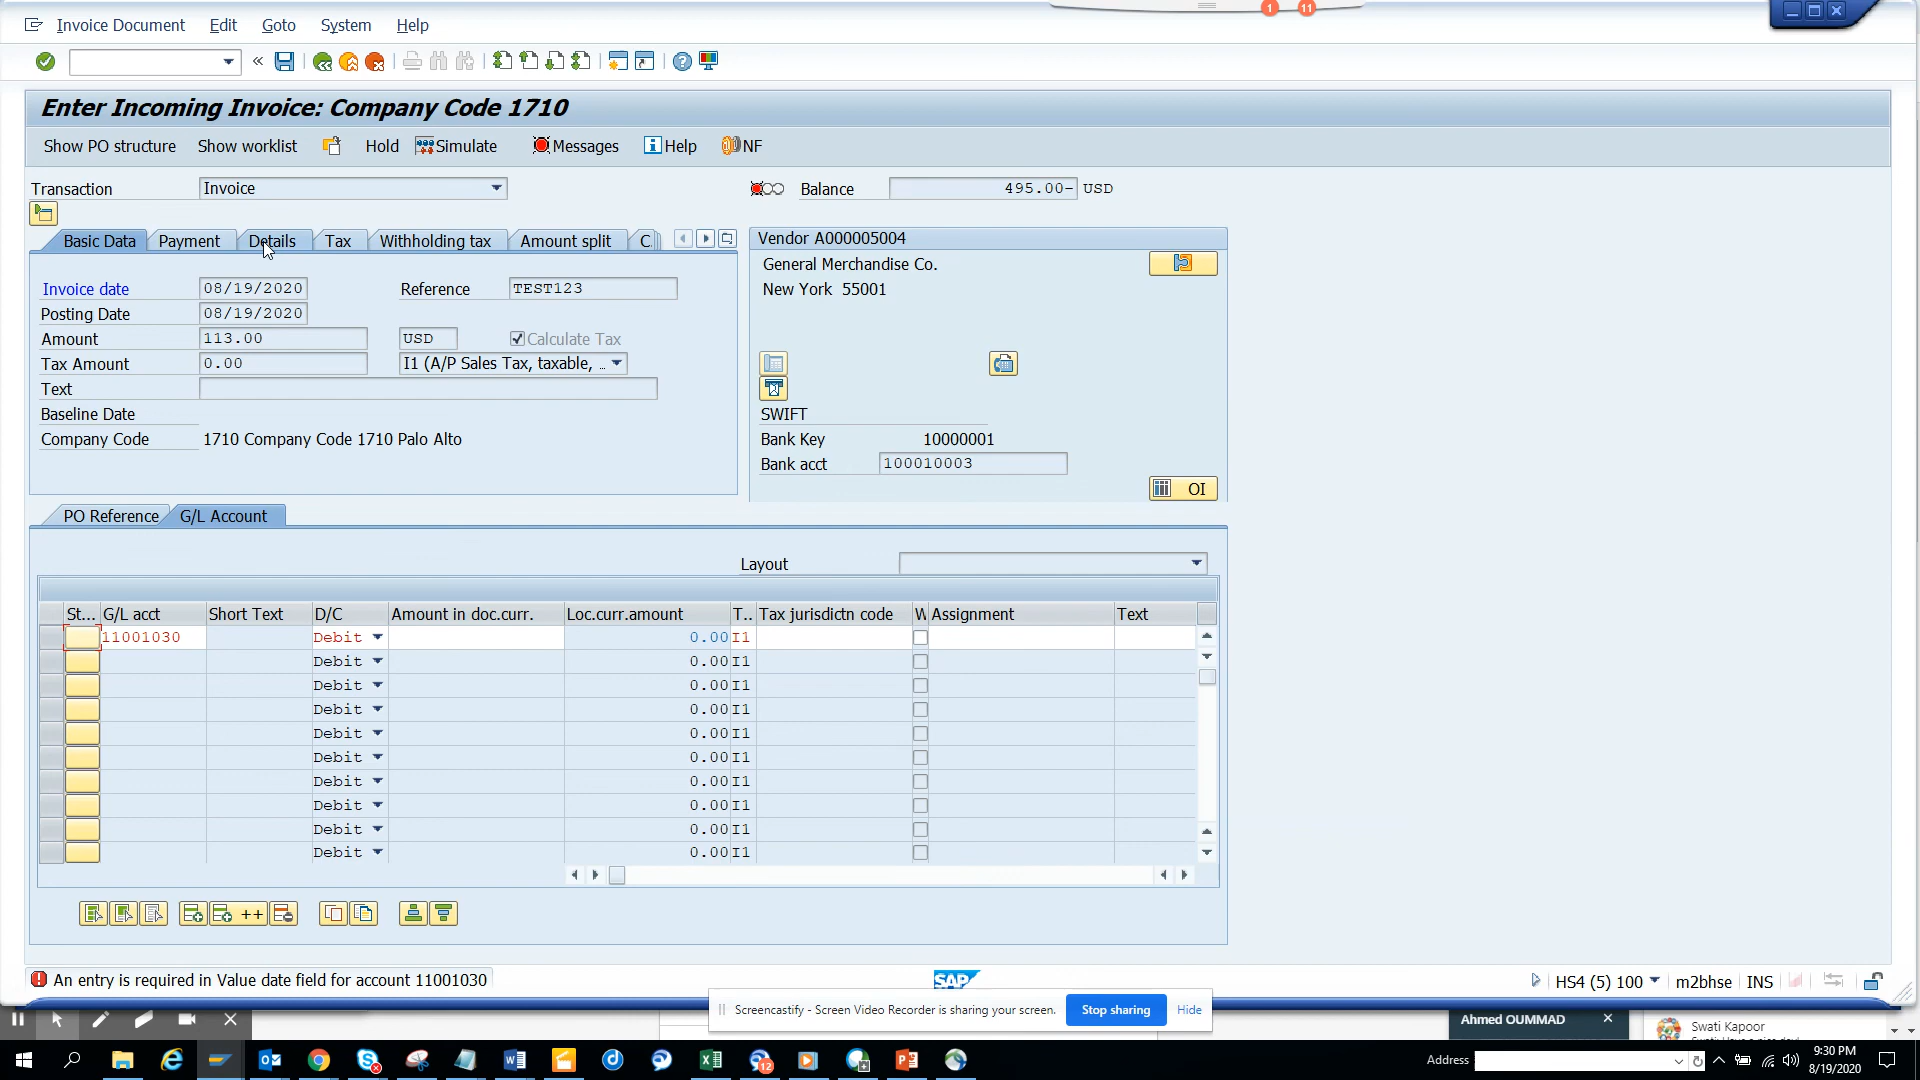 Invoice Document Edit Goto System Help
1 11
«
Enter Incoming Invoice: Company Code 1710
Show PO structure Show worklist Hold Simulate Messages Help NF
Transaction Invoice Balance 495.00- USD
Basic Data Payment Details Tax Withholding tax Amount split C
Vendor A000005004
General Merchandise Co.
New York 55001
Invoice date 08/19/2020 Reference TEST123
Posting Date 08/19/2020
Amount 113.00 USD Calculate Tax
Tax Amount 0.00 I1 (A/P Sales Tax, taxable, ..
Text
Baseline Date
Company Code 1710 Company Code 1710 Palo Alto
SWIFT
Bank Key 10000001
Bank acct 100010003
OI
PO Reference G/L Account
Layout
St... G/L acct Short Text D/C Amount in doc.curr. Loc.curr.amount T.. Tax jurisdictn code W Assignment Text
11001030 Debit 0.00 I1
Debit 0.00 I1
Debit 0.00 I1
Debit 0.00 I1
Debit 0.00 I1
Debit 0.00 I1
Debit 0.00 I1
Debit 0.00 I1
Debit 0.00 I1
Debit 0.00 I1
++
An entry is required in Value date field for account 11001030
SAP
HS4 (5) 100 m2bhse INS
Screencastify - Screen Video Recorder is sharing your screen. Stop sharing Hide
Ahmed OUMMAD
Swati Kapoor
12
Address
9:30 PM
8/19/2020